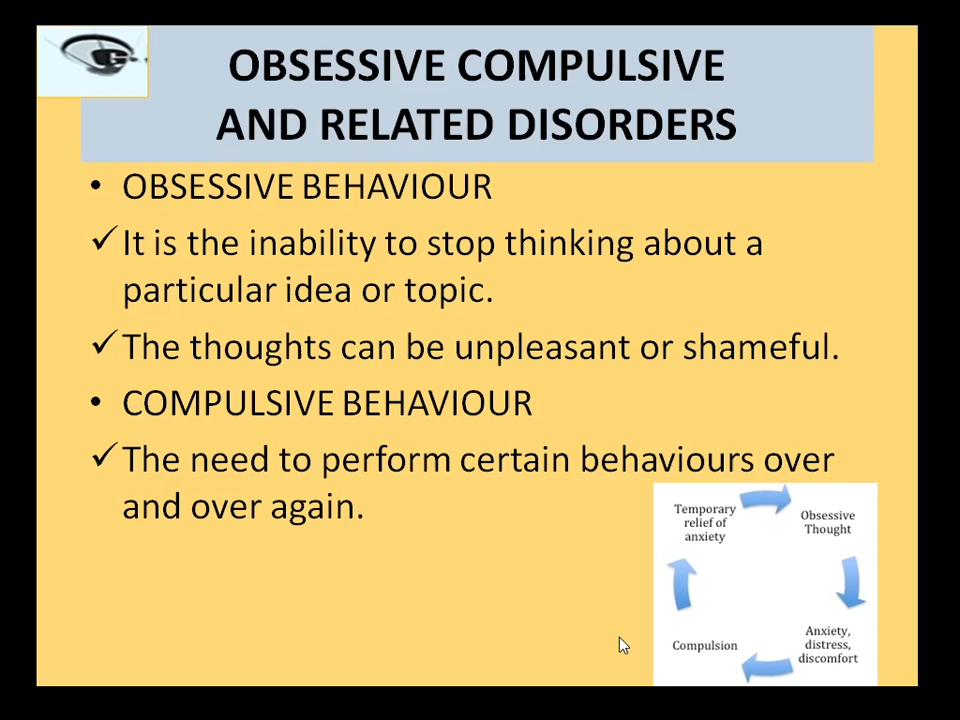 OBSESSIVE COMPULSIVE
AND RELATED DISORDERS
• OBSESSIVE BEHAVIOUR
✓ It is the inability to stop thinking about a
particular idea or topic.
✓ The thoughts can be unpleasant or shameful.
• COMPULSIVE BEHAVIOUR
✓ The need to perform certain behaviours over
and over again.
Temporary
relief of
anxiety
Obsessive
Thought
Anxiety,
distress,
discomfort
Compulsion